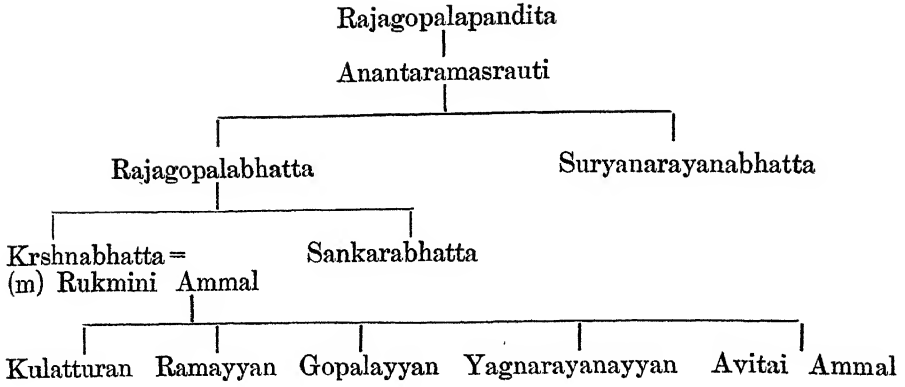 Rajagopalapandita
Anantaramasrauti
Rajagopalabhatta Suryanarayanabhatta
Krshnabhatta = Sankarabhatta
(m) Rukmini Ammal
Kulatturan Ramayyan Gopalayyan Yagnarayanayyan Avitai Ammal